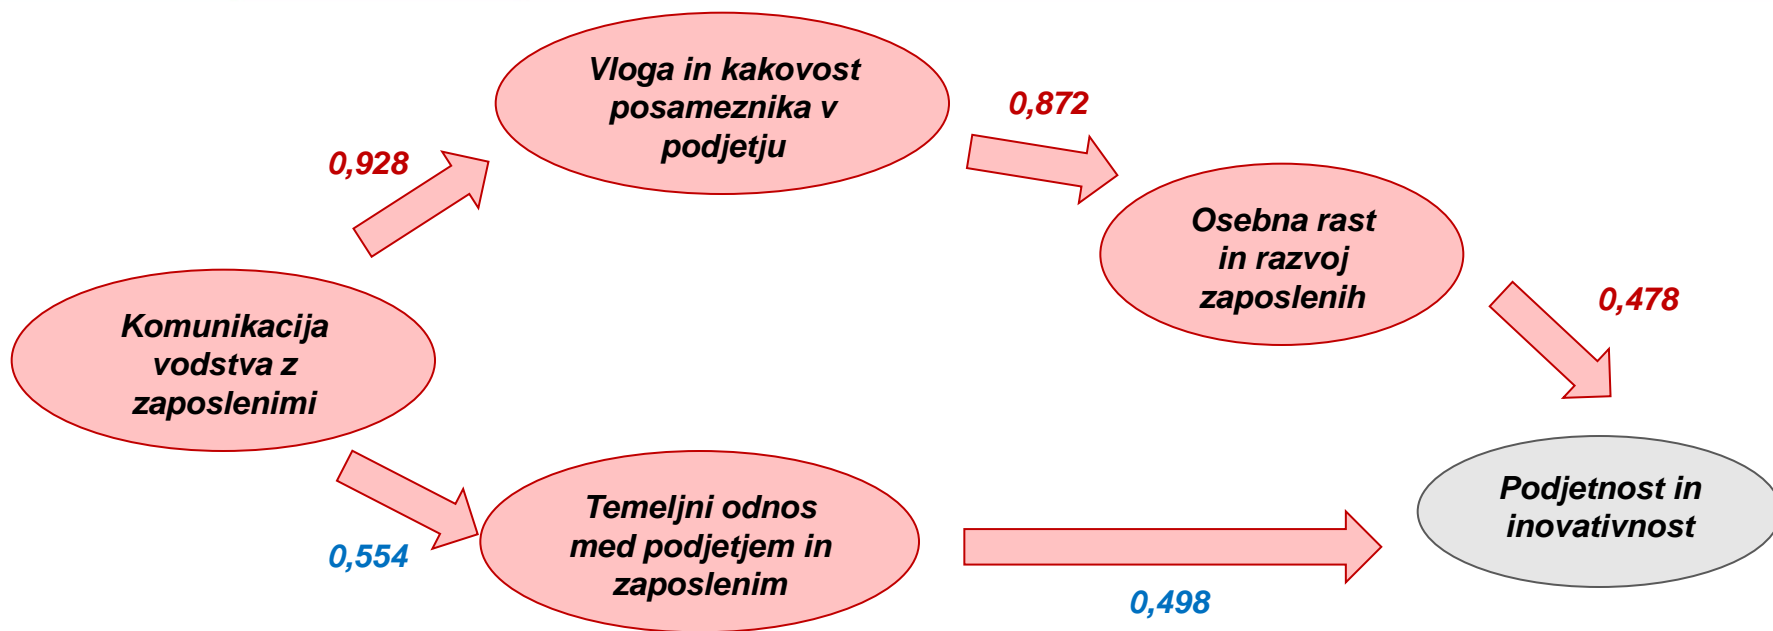 Vloga in kakovost
posameznika v
podjetju
0,872
0,928
Osebna rast
in razvoj
zaposlenih
0,478
Komunikacija
vodstva z
zaposlenimi
Podjetnost in
inovativnost
Temeljni odnos
med podjetjem in
zaposlenim
0,554
0,498